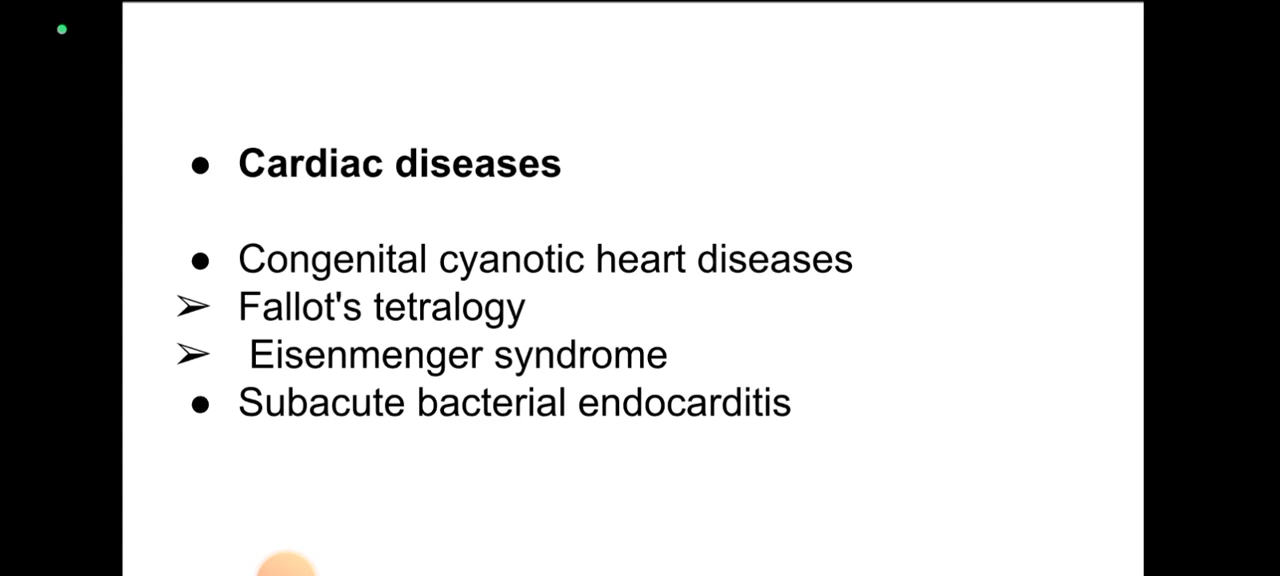 ● Cardiac diseases
● Congenital cyanotic heart diseases
➢ Fallot's tetralogy
➢ Eisenmenger syndrome
● Subacute bacterial endocarditis